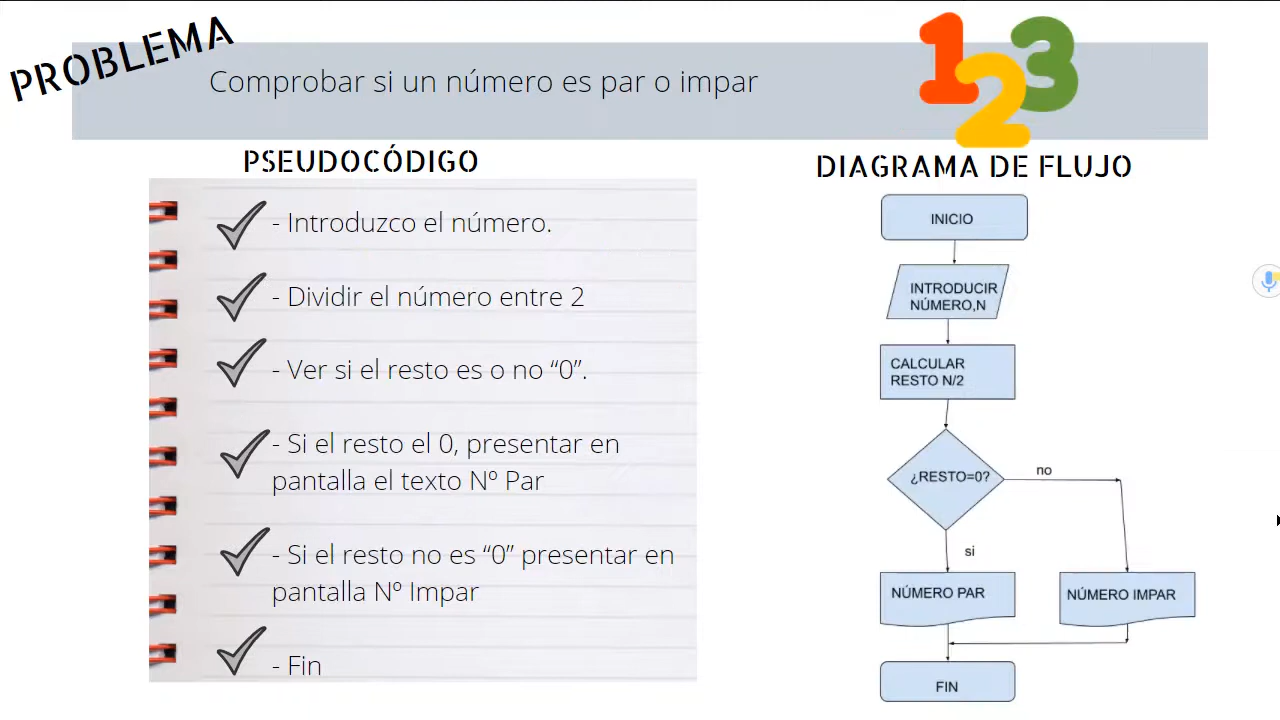 PROBLEMA
Comprobar si un número es par o impar
123
PSEUDOCÓDIGO
- Introduzco el número.
- Dividir el número entre 2
- Ver si el resto es o no “0”.
- Si el resto el 0, presentar en
pantalla el texto Nº Par
- Si el resto no es “0” presentar en
pantalla Nº Impar
- Fin
DIAGRAMA DE FLUJO
INICIO
INTRODUCIR
NÚMERO,N
CALCULAR
RESTO N/2
¿RESTO=0?
no
si
NÚMERO PAR
NÚMERO IMPAR
FIN